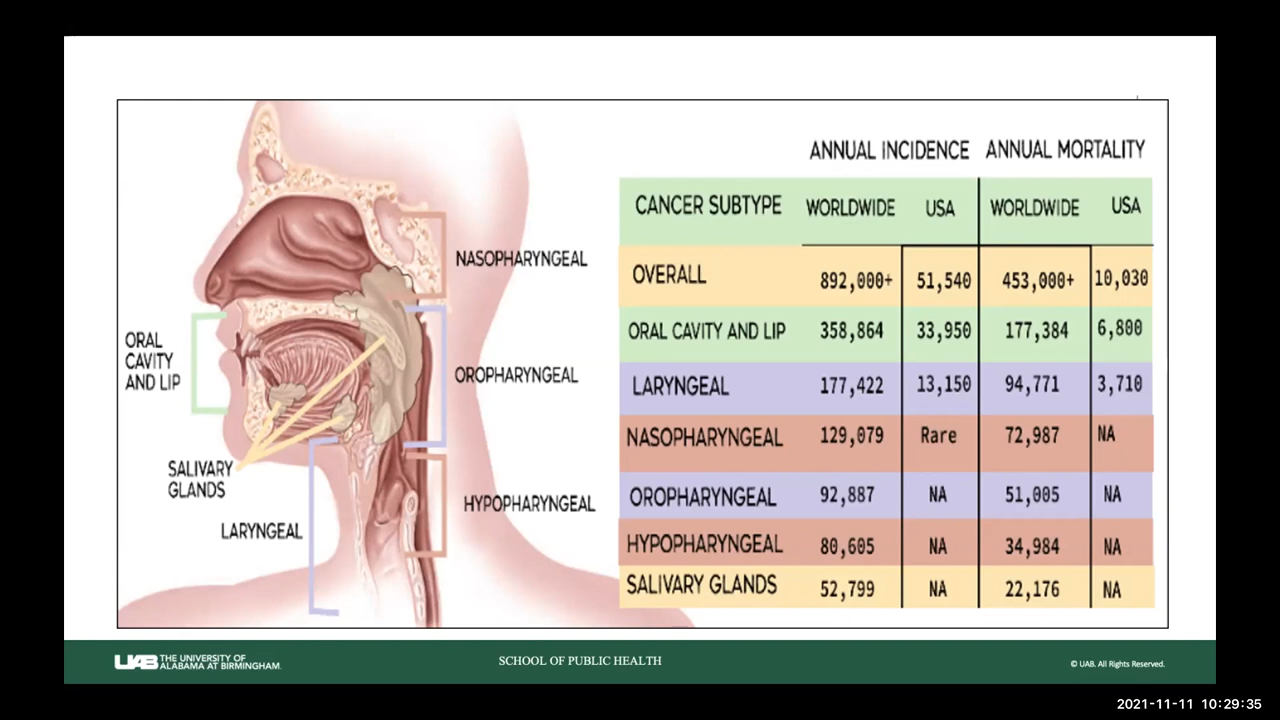 ANNUAL INCIDENCE ANNUAL MORTALITY
CANCER SUBTYPE WORLDWIDE USA WORLDWIDE USA
OVERALL 892,000+ 51,540 453,000+ 10,030
ORAL CAVITY AND LIP 358,864 33,950 177,384 6,800
LARYNGEAL 177,422 13,150 94,771 3,710
NASOPHARYNGEAL 129,079 Rare 72,987 NA
OROPHARYNGEAL 92,887 NA 51,005 NA
HYPOPHARYNGEAL 80,605 NA 34,984 NA
SALIVARY GLANDS 52,799 NA 22,176 NA
NASOPHARYNGEAL
ORAL
CAVITY
AND LIP
OROPHARYNGEAL
SALIVARY
GLANDS
HYPOPHARYNGEAL
LARYNGEAL
UAB THE UNIVERSITY OF
ALABAMA AT BIRMINGHAM.
SCHOOL OF PUBLIC HEALTH
© UAB. All Rights Reserved.
2021-11-11 10:29:35